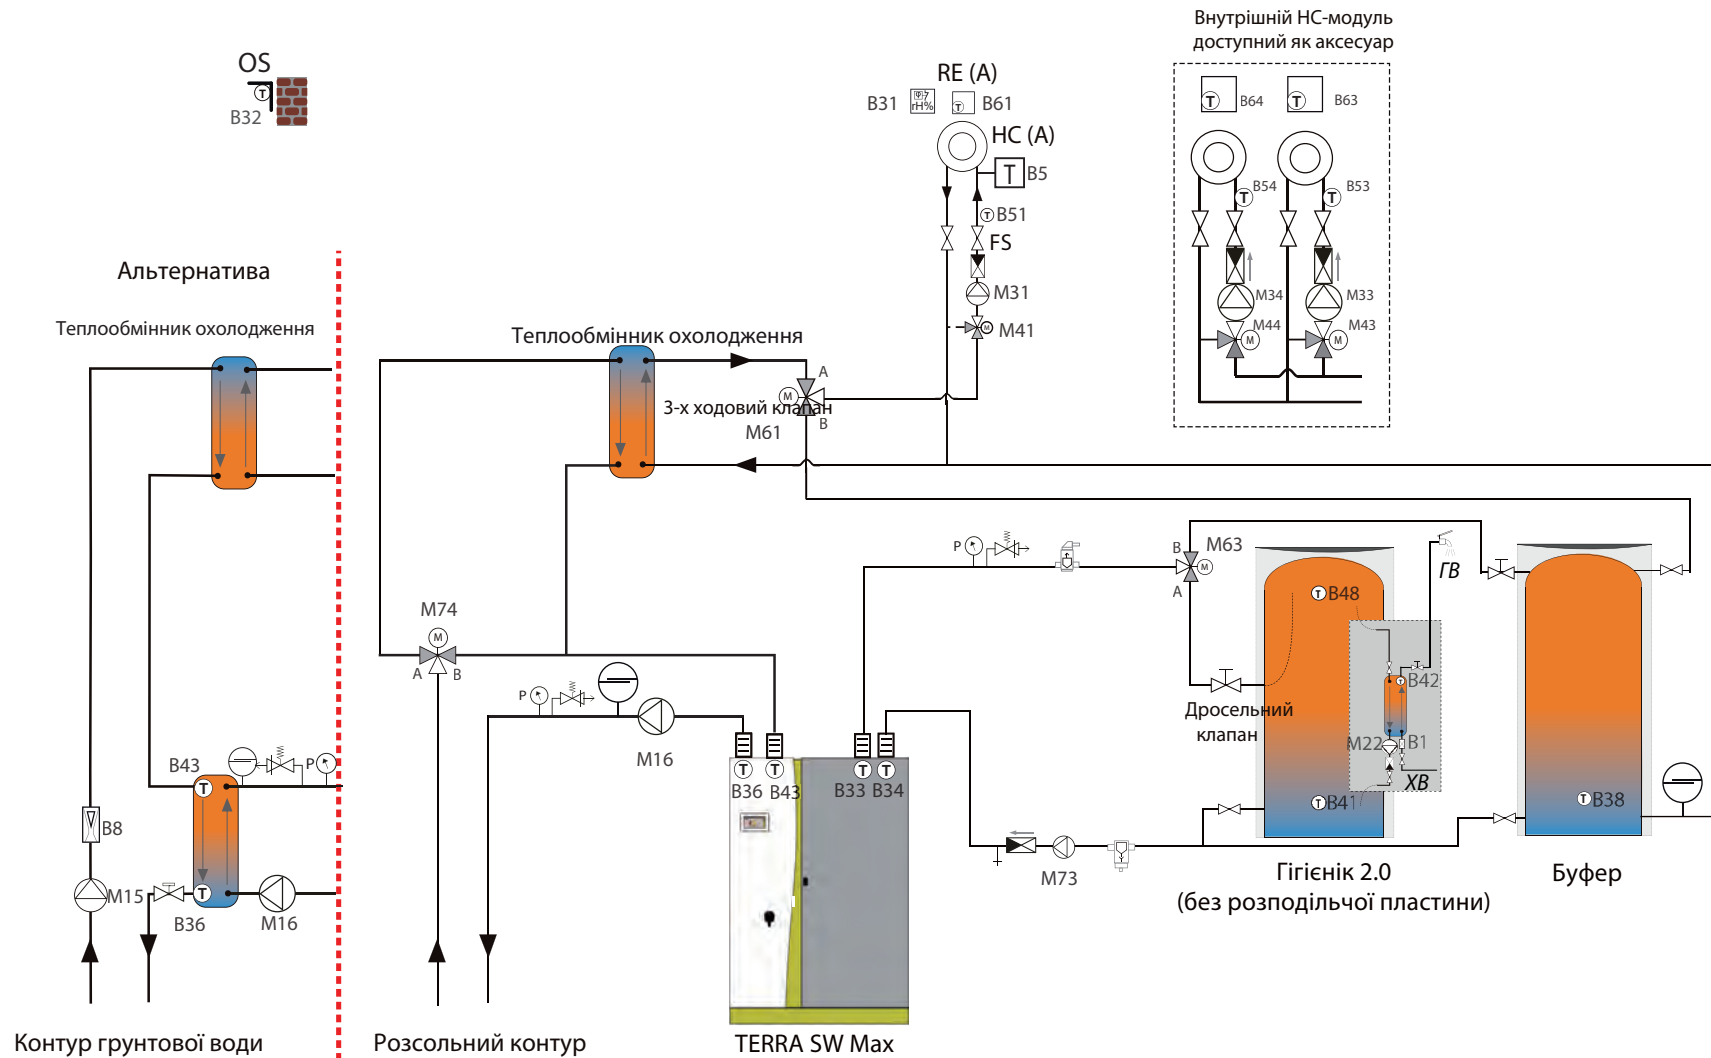 Внутрішній НС-модуль
доступний як аксесуар
OS
T
B32
RE (A)
B31
rH%
T
B61
HC (A)
T
B5
T
B51
FS
M31
M
M41
T
B64
T
B63
T
B54
T
B53
M34
M33
M44
M
M43
M
Альтернатива
Теплообмінник охолодження
Теплообмінник охолодження
A
M
3-х ходовий клапан
B
M61
P
B
M63
M
A
ГВ
T
B48
M74
M
A
B
P
T
B42
Дросельний
клапан
M16
M22
B1
ХВ
B43
T
P
T
T
T
T
B36
B43
B33
B34
T
B41
T
B38
B8
M15
T
B36
M16
M73
Гігієнік 2.0
(без розподільчої пластини)
Буфер
Контур грунтової води
Розсольний контур
TERRA SW Max